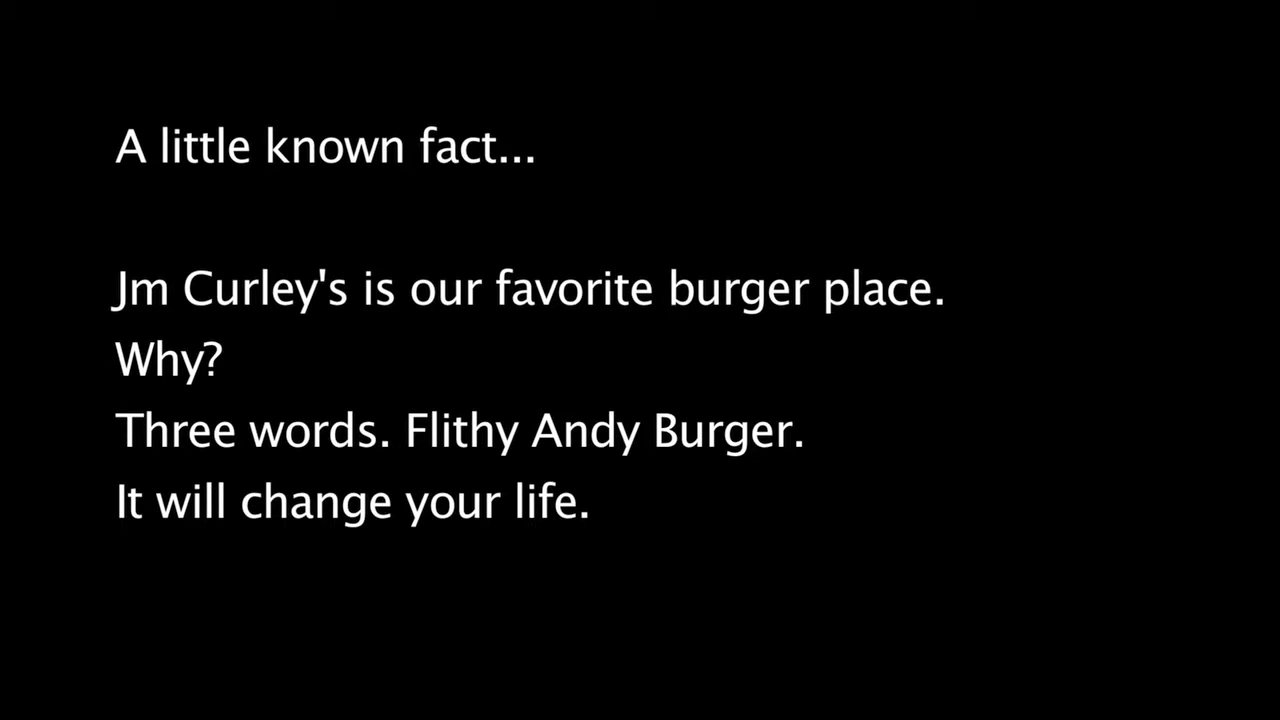 A little known fact...
Jm Curley's is our favorite burger place.
Why?
Three words. Flithy Andy Burger.
It will change your life.